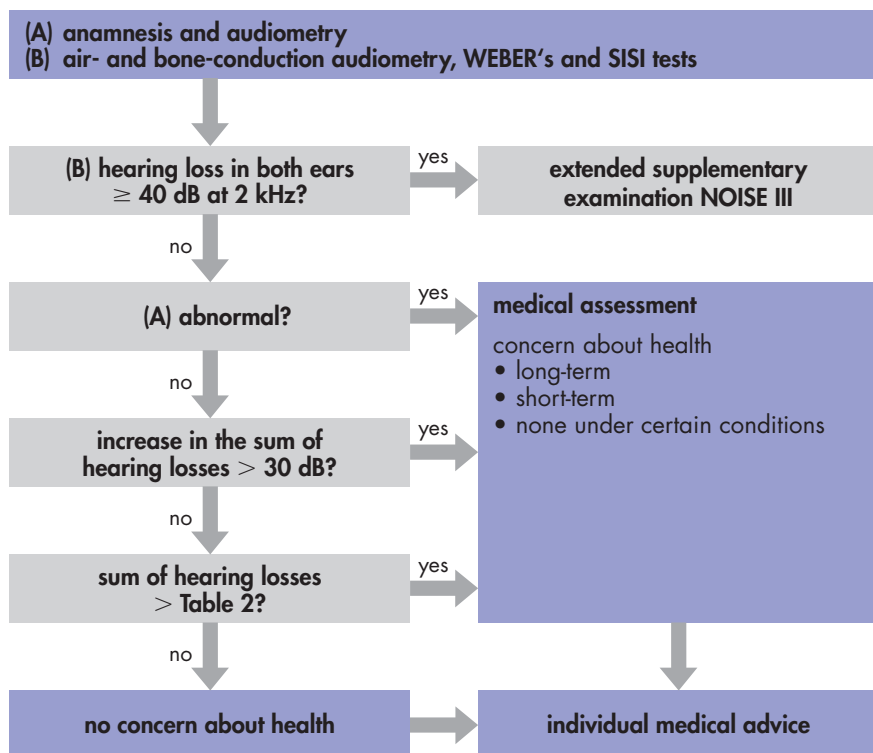 (A) anamnesis and audiometry
(B) air- and bone-conduction audiometry, WEBER‘s and SISI tests
(B) hearing loss in both ears
≥ 40 dB at 2 kHz?
yes
extended supplementary
examination NOISE III
no
(A) abnormal?
yes
medical assessment
concern about health
• long-term
• short-term
• none under certain conditions
no
increase in the sum of
hearing losses > 30 dB?
yes
no
sum of hearing losses
> Table 2?
yes
no
no concern about health
individual medical advice